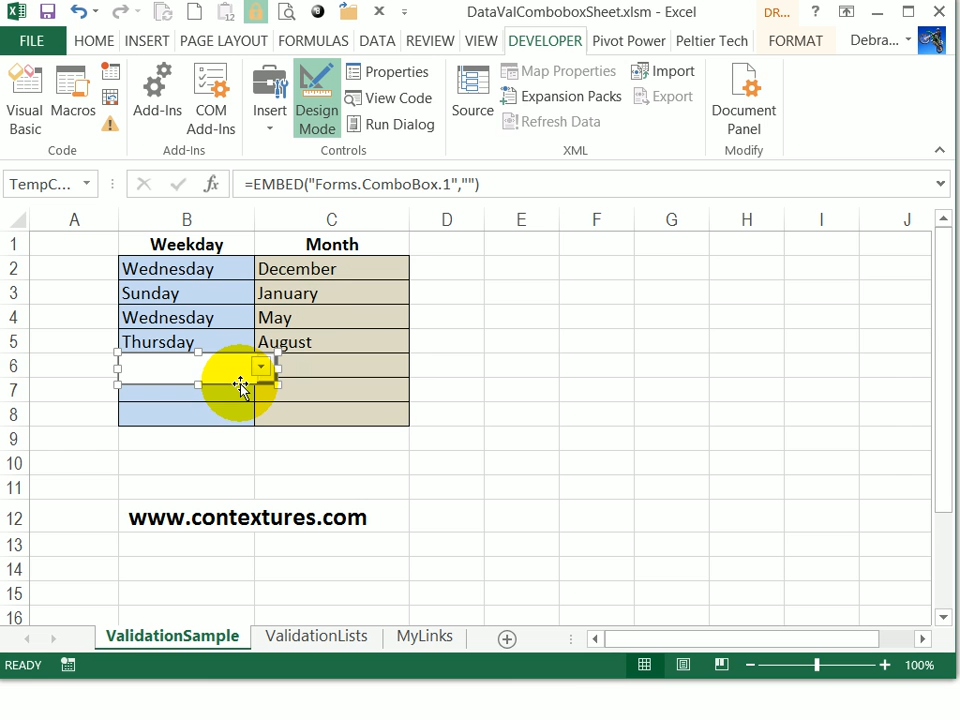 DataValComboboxSheet.xlsm - Excel
DR...
?
FILE
HOME
INSERT
PAGE LAYOUT
FORMULAS
DATA
REVIEW
VIEW
DEVELOPER
Pivot Power
Peltier Tech
FORMAT
Debra...
Visual Basic
Macros
Add-Ins
COM Add-Ins
Insert
Design Mode
Properties
View Code
Run Dialog
Source
Map Properties
Expansion Packs
Refresh Data
Import
Export
Document Panel
Code
Add-Ins
Controls
XML
Modify
TempC...
fx
=EMBED("Forms.ComboBox.1","")
A B C D E F G H I J
1 Weekday Month
2 Wednesday December
3 Sunday January
4 Wednesday May
5 Thursday August
6
7
8
9
10
11
12 www.contextures.com
13
14
15
16
ValidationSample
ValidationLists
MyLinks
READY
100%